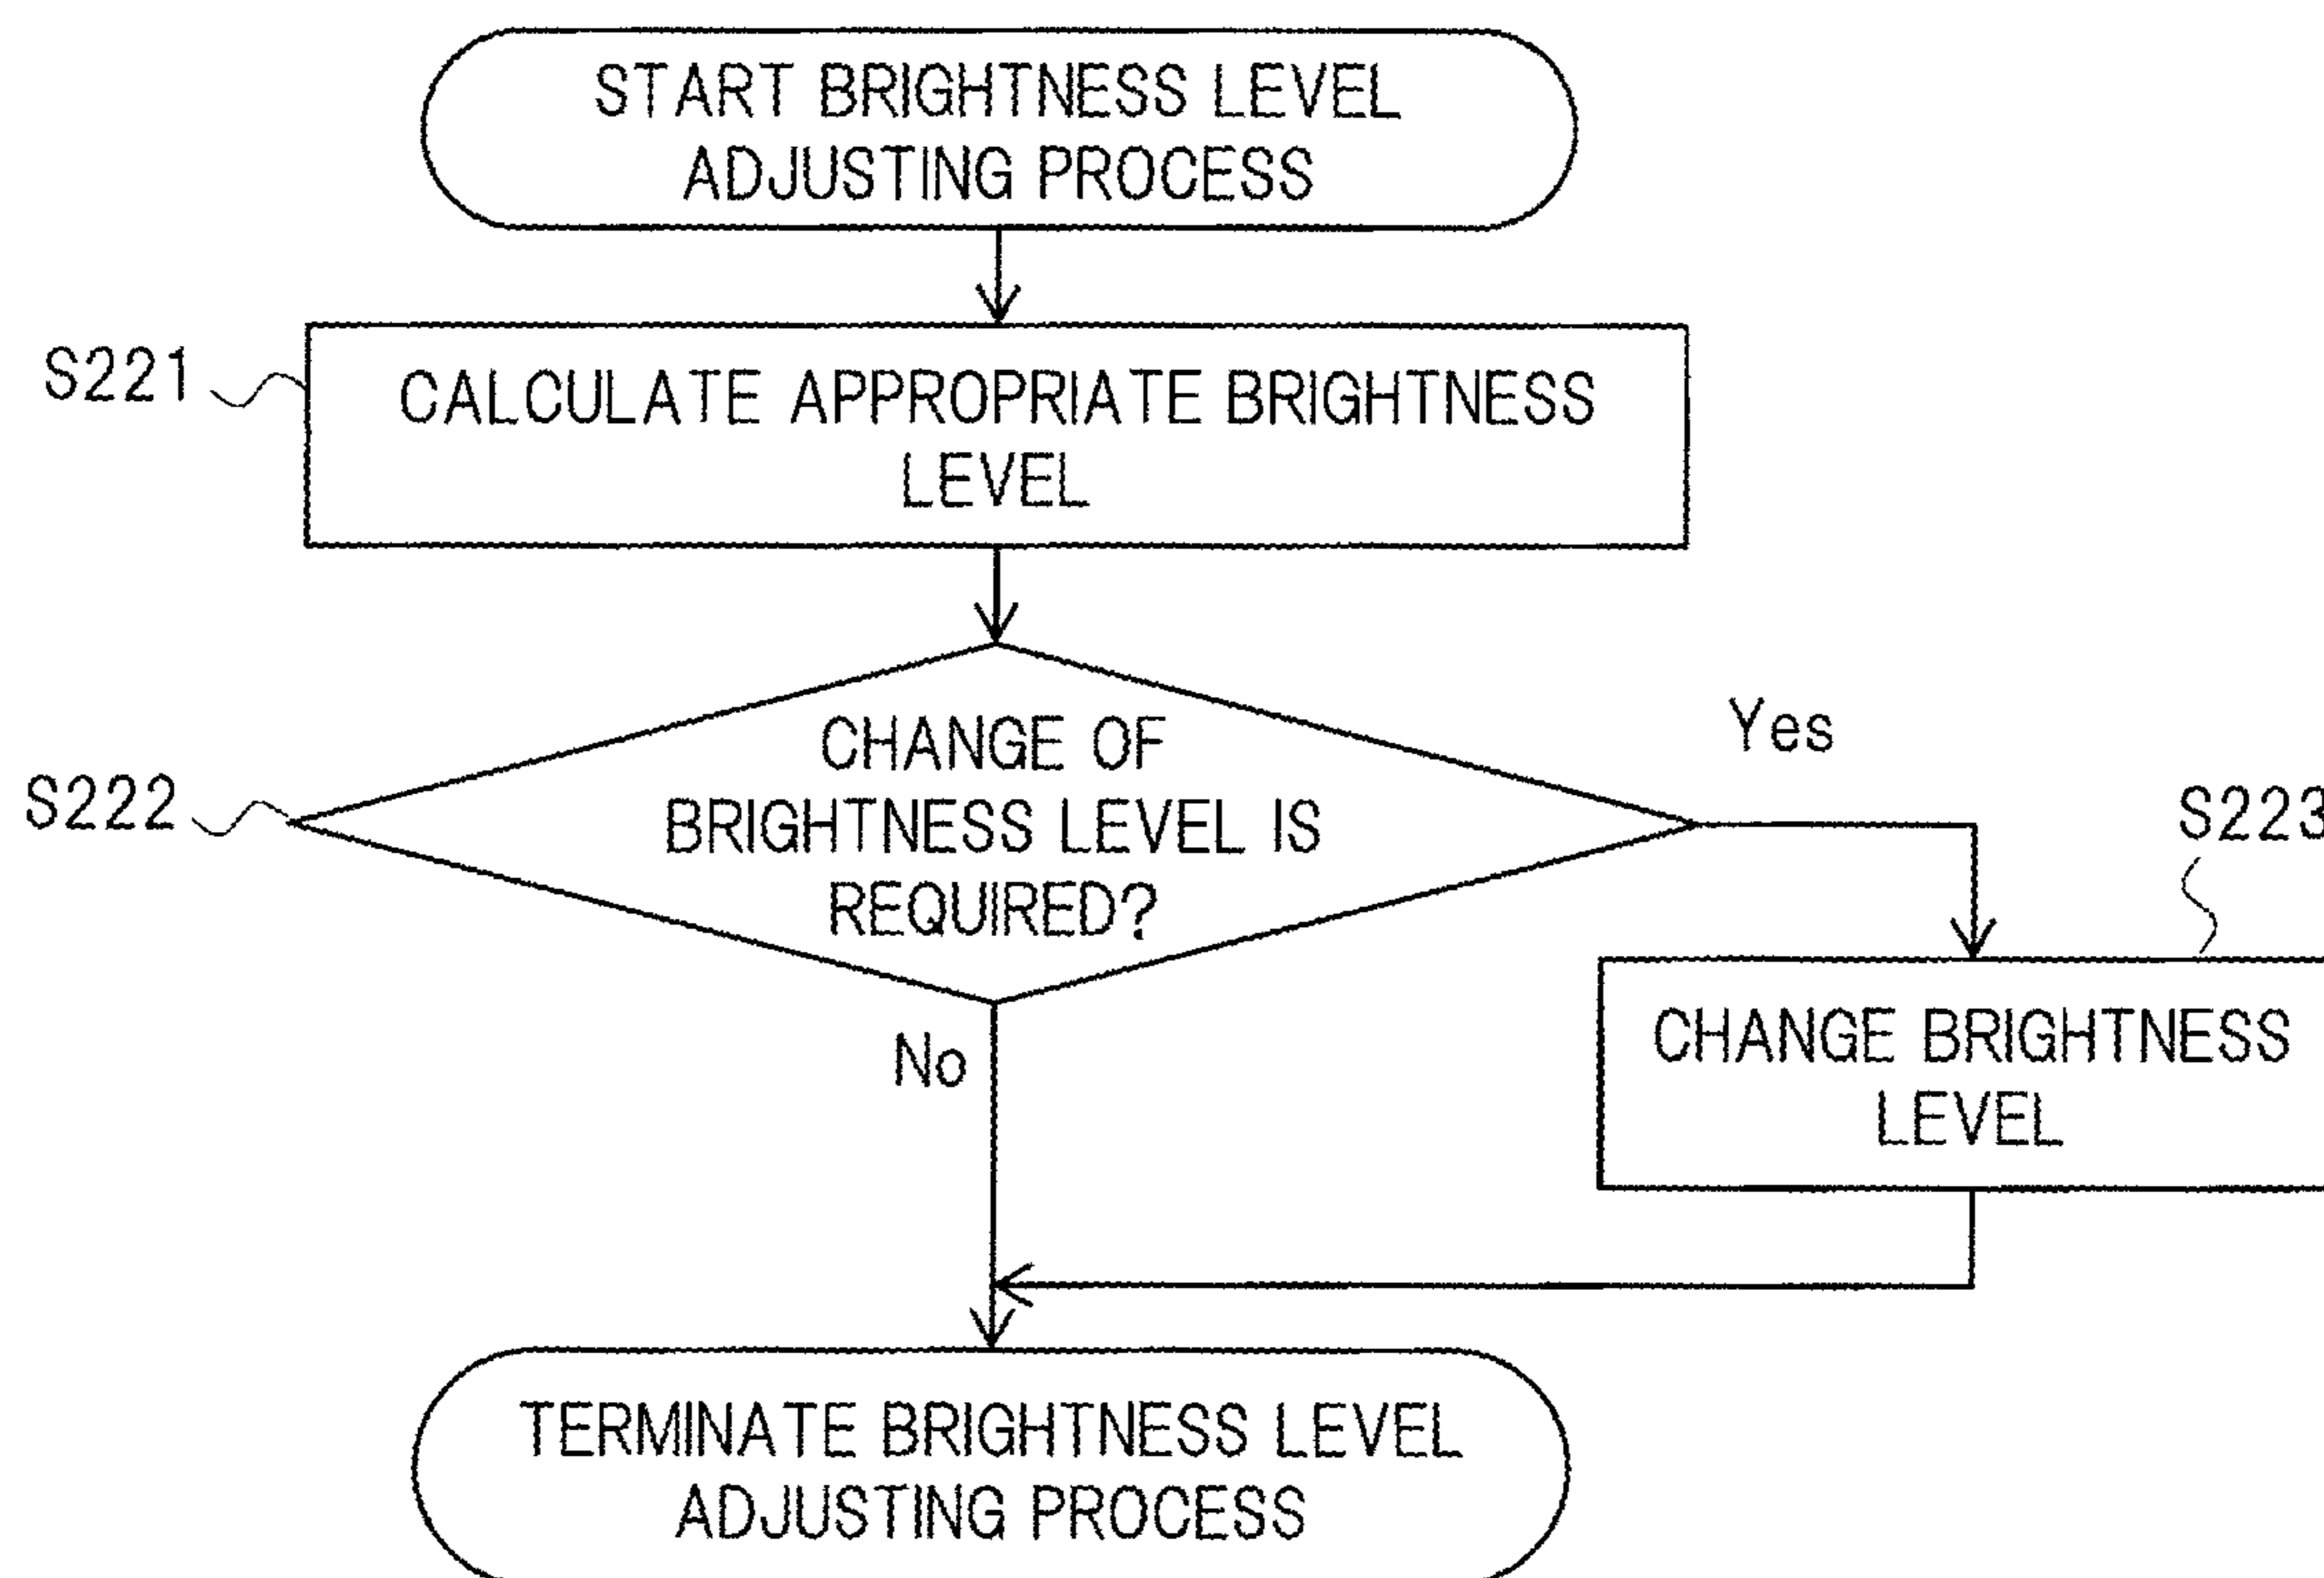 START BRIGHTNESS LEVEL
ADJUSTING PROCESS
S221
CALCULATE APPROPRIATE BRIGHTNESS
LEVEL
S222
CHANGE OF
BRIGHTNESS LEVEL IS
REQUIRED?
Yes
S223
No
CHANGE BRIGHTNESS
LEVEL
TERMINATE BRIGHTNESS LEVEL
ADJUSTING PROCESS